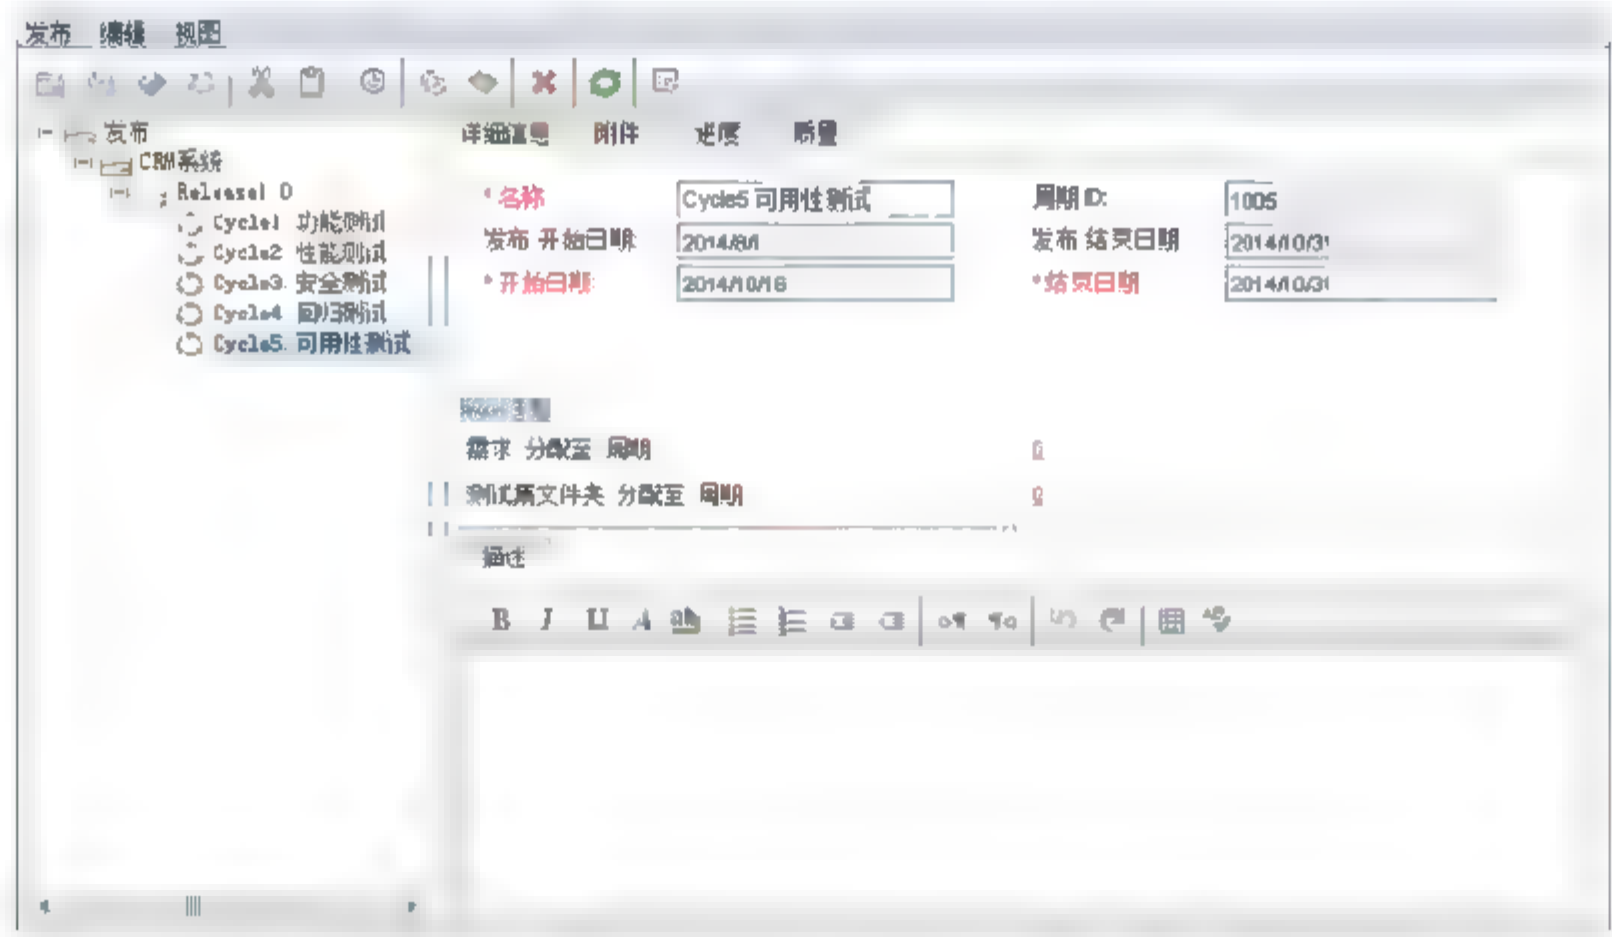 发布 编辑 视图
发布
CRM系统
Release1 0
Cycle1 功能测试
Cycle2 性能测试
Cycle3 安全测试
Cycle4 回归测试
Cycle5 可用性测试
详细信息 附件 进度 质量
*名称 Cycle5 可用性测试 周期 ID: 1005
发布 开始日期: 2014/8/1 发布 结束日期 2014/10/31
*开始日期: 2014/10/16 *结束日期 2014/10/31
需求 分配至 周期
测试集文件夹 分配至 周期
描述
B I U A ab